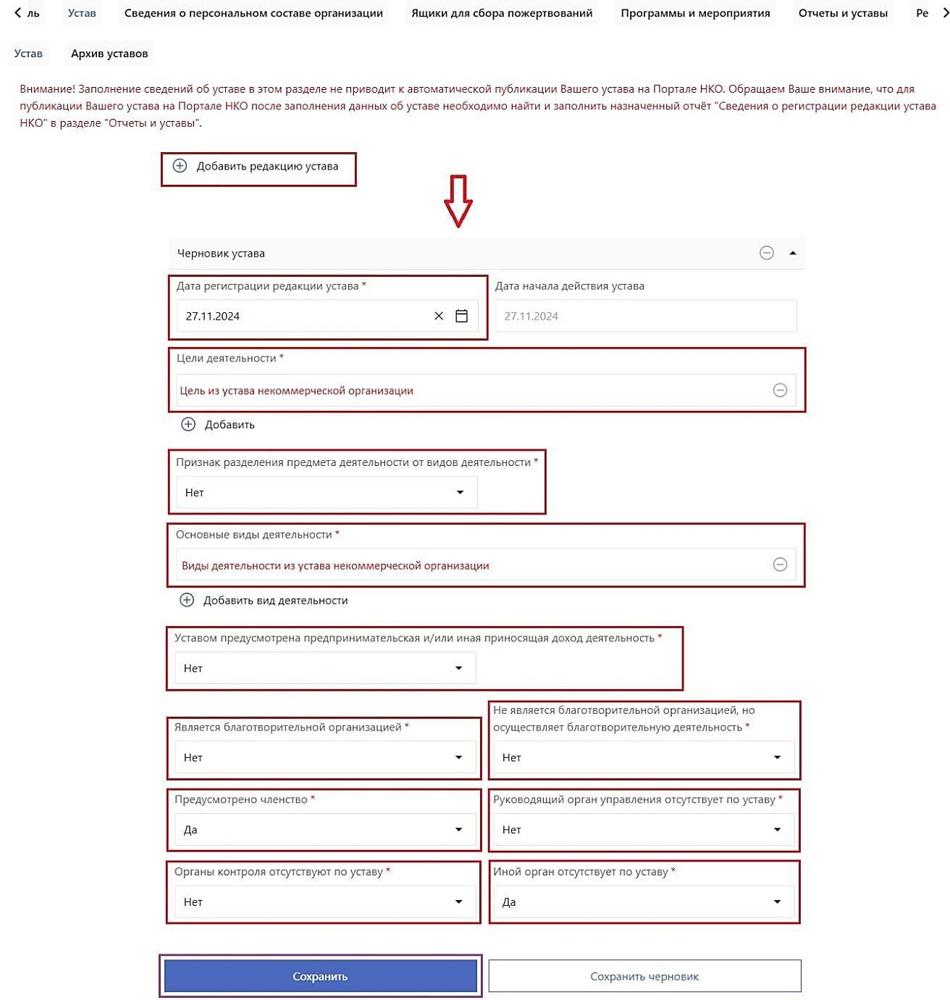 ль Устав Сведения о персональном составе организации Ящики для сбора пожертвований Программы и мероприятия Отчеты и уставы Ре
Устав Архив уставов
Внимание! Заполнение сведений об уставе в этом разделе не приводит к автоматической публикации Вашего устава на Портале НКО. Обращаем Ваше внимание, что для
публикации Вашего устава на Портале НКО после заполнения данных об уставе необходимо найти и заполнить назначенный отчёт "Сведения о регистрации редакции устава
НКО" в разделе "Отчеты и уставы".
Добавить редакцию устава
Черновик устава
Дата регистрации редакции устава * Дата начала действия устава
27.11.2024 27.11.2024
Цели деятельности *
Цель из устава некоммерческой организации
Добавить
Признак разделения предмета деятельности от видов деятельности *
Нет
Основные виды деятельности *
Виды деятельности из устава некоммерческой организации
Добавить вид деятельности
Уставом предусмотрена предпринимательская и/или иная приносящая доход деятельность *
Нет
Является благотворительной организацией *
Нет
Не является благотворительной организацией, но
осуществляет благотворительную деятельность *
Нет
Предусмотрено членство * Руководящий орган управления отсутствует по уставу *
Да Нет
Органы контроля отсутствуют по уставу * Иной орган отсутствует по уставу *
Нет Да
Сохранить Сохранить черновик